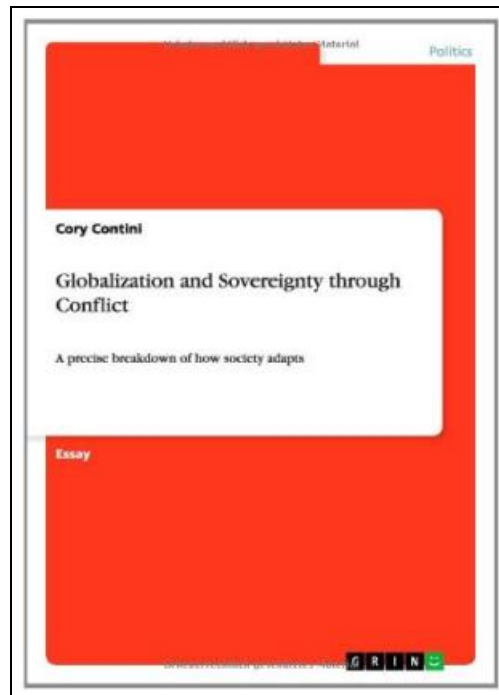 Politics
Cory Contini
Globalization and Sovereignty through
Conflict
A precise breakdown of how society adapts
Essay
GRIN